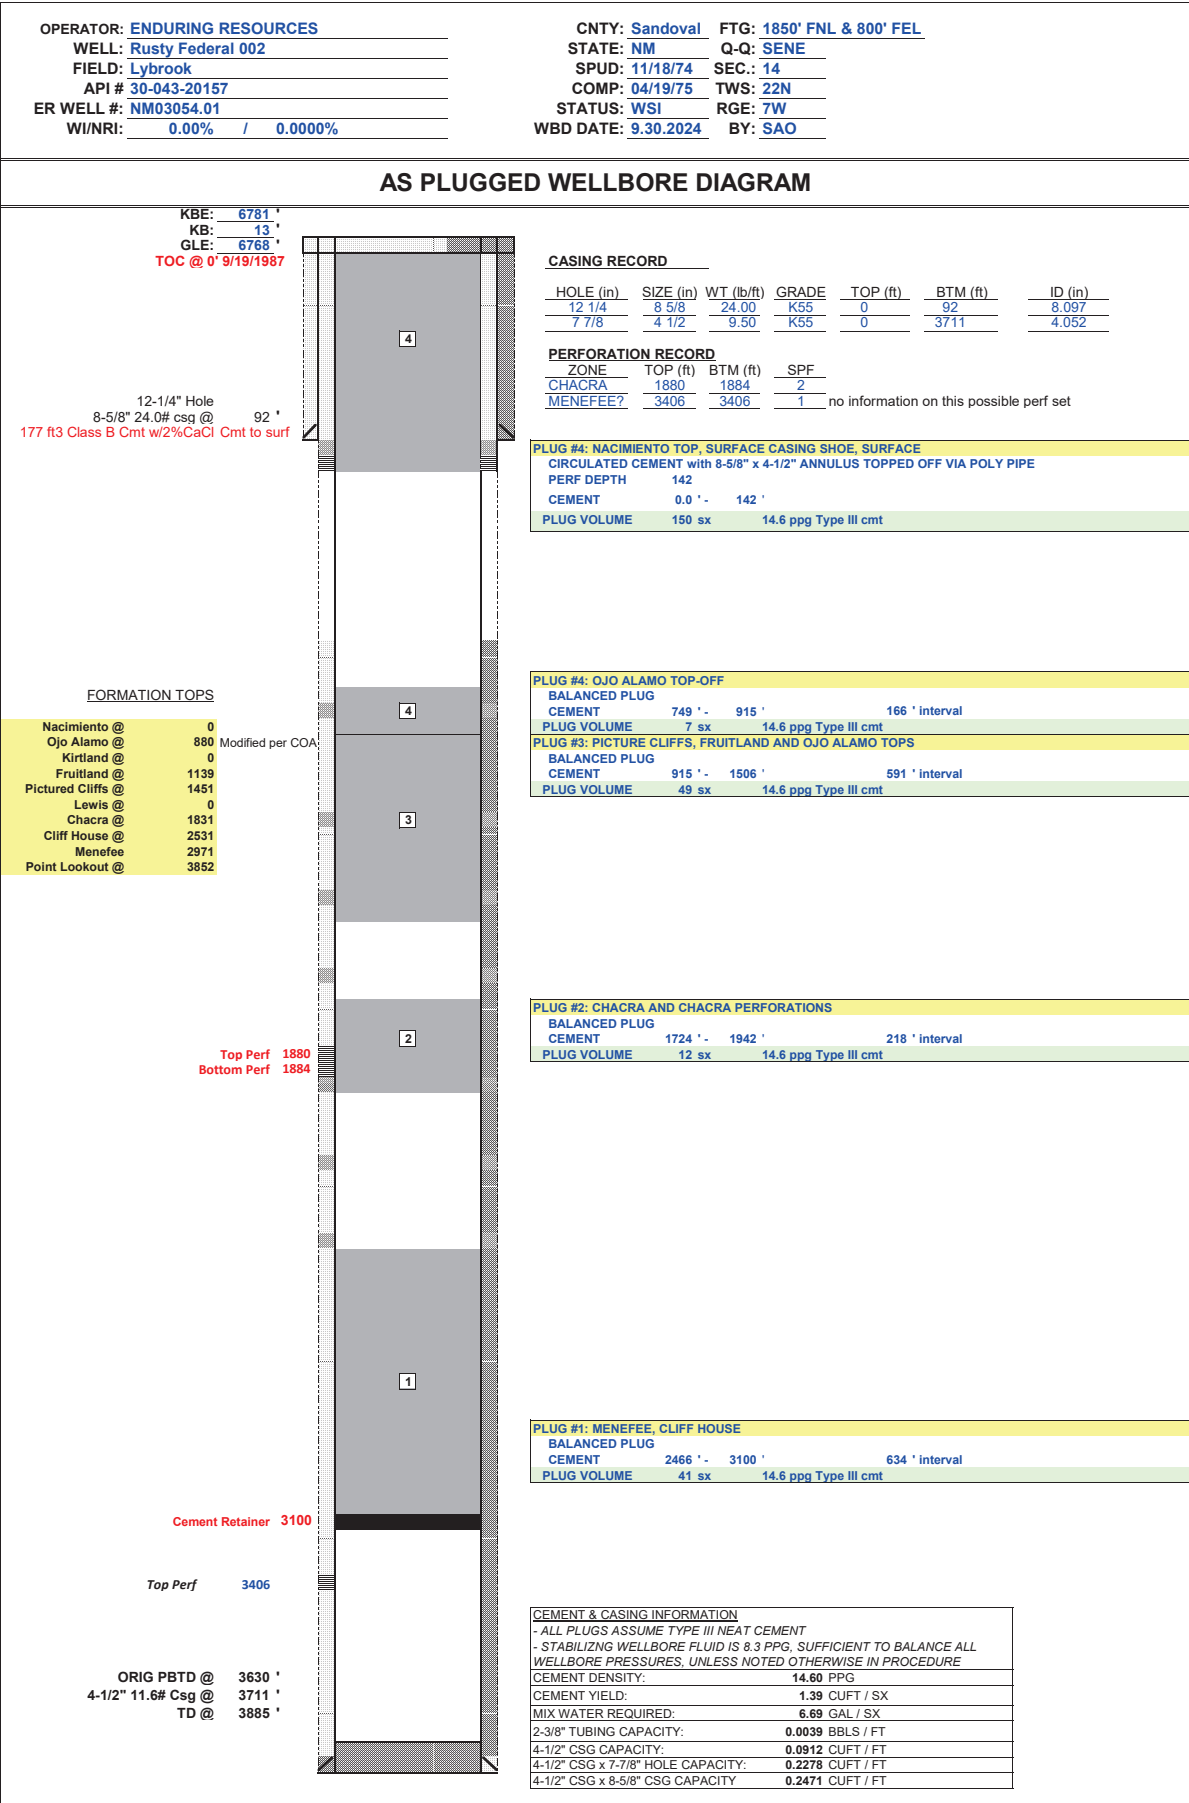 OPERATOR: ENDURING RESOURCES CNTY: Sandoval FTG: 1850' FNL & 800' FEL
WELL: Rusty Federal 002 STATE: NM Q-Q: SENE
FIELD: Lybrook SPUD: 11/18/74 SEC.: 14
API # 30-043-20157 COMP: 04/19/75 TWS: 22N
ER WELL #: NM03054.01 STATUS: WSI RGE: 7W
WI/NRI: 0.00% / 0.0000% WBD DATE: 9.30.2024 BY: SAO
AS PLUGGED WELLBORE DIAGRAM
KBE: 6781 '
KB: 13 '
GLE: 6768 '
TOC @ 0' 9/19/1987
CASING RECORD
HOLE (in) SIZE (in) WT (lb/ft) GRADE TOP (ft) BTM (ft) ID (in)
12 1/4 8 5/8 24.00 K55 0 92 8.097
7 7/8 4 1/2 9.50 K55 0 3711 4.052
4
PERFORATION RECORD
ZONE TOP (ft) BTM (ft) SPF
CHACRA 1880 1884 2
MENEFEE? 3406 3406 1 no information on this possible perf set
12-1/4" Hole
8-5/8" 24.0# csg @ 92 '
177 ft3 Class B Cmt w/2%CaCl Cmt to surf
PLUG #4: NACIMIENTO TOP, SURFACE CASING SHOE, SURFACE
CIRCULATED CEMENT with 8-5/8" x 4-1/2" ANNULUS TOPPED OFF VIA POLY PIPE
PERF DEPTH 142
CEMENT 0.0 ' - 142 '
PLUG VOLUME 150 sx 14.6 ppg Type III cmt
FORMATION TOPS
Nacimiento @ 0
Ojo Alamo @ 880 Modified per COA
Kirtland @ 0
Fruitland @ 1139
Pictured Cliffs @ 1451
Lewis @ 0
Chacra @ 1831
Cliff House @ 2531
Menefee 2971
Point Lookout @ 3852
4
PLUG #4: OJO ALAMO TOP-OFF
BALANCED PLUG
CEMENT 749 ' - 915 ' 166 ' interval
PLUG VOLUME 7 sx 14.6 ppg Type III cmt
PLUG #3: PICTURE CLIFFS, FRUITLAND AND OJO ALAMO TOPS
BALANCED PLUG
CEMENT 915 ' - 1506 ' 591 ' interval
PLUG VOLUME 49 sx 14.6 ppg Type III cmt
3
PLUG #2: CHACRA AND CHACRA PERFORATIONS
BALANCED PLUG
CEMENT 1724 ' - 1942 ' 218 ' interval
PLUG VOLUME 12 sx 14.6 ppg Type III cmt
2
Top Perf 1880
Bottom Perf 1884
1
PLUG #1: MENEFEE, CLIFF HOUSE
BALANCED PLUG
CEMENT 2466 ' - 3100 ' 634 ' interval
PLUG VOLUME 41 sx 14.6 ppg Type III cmt
Cement Retainer 3100
Top Perf 3406
ORIG PBTD @ 3630 '
4-1/2" 11.6# Csg @ 3711 '
TD @ 3885 '
CEMENT & CASING INFORMATION
- ALL PLUGS ASSUME TYPE III NEAT CEMENT
- STABILIZNG WELLBORE FLUID IS 8.3 PPG, SUFFICIENT TO BALANCE ALL
WELLBORE PRESSURES, UNLESS NOTED OTHERWISE IN PROCEDURE
CEMENT DENSITY: 14.60 PPG
CEMENT YIELD: 1.39 CUFT / SX
MIX WATER REQUIRED: 6.69 GAL / SX
2-3/8" TUBING CAPACITY: 0.0039 BBLS / FT
4-1/2" CSG CAPACITY: 0.0912 CUFT / FT
4-1/2" CSG x 7-7/8" HOLE CAPACITY: 0.2278 CUFT / FT
4-1/2" CSG x 8-5/8" CSG CAPACITY 0.2471 CUFT / FT